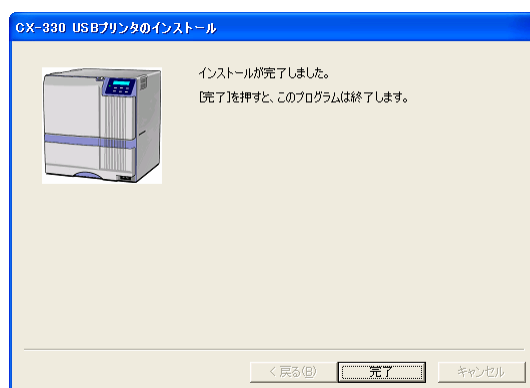 CX-330 USBプリンタのインストール
インストールが完了しました。
[完了]を押すと、このプログラムは終了します。
< 戻る(B)
完了
キャンセル